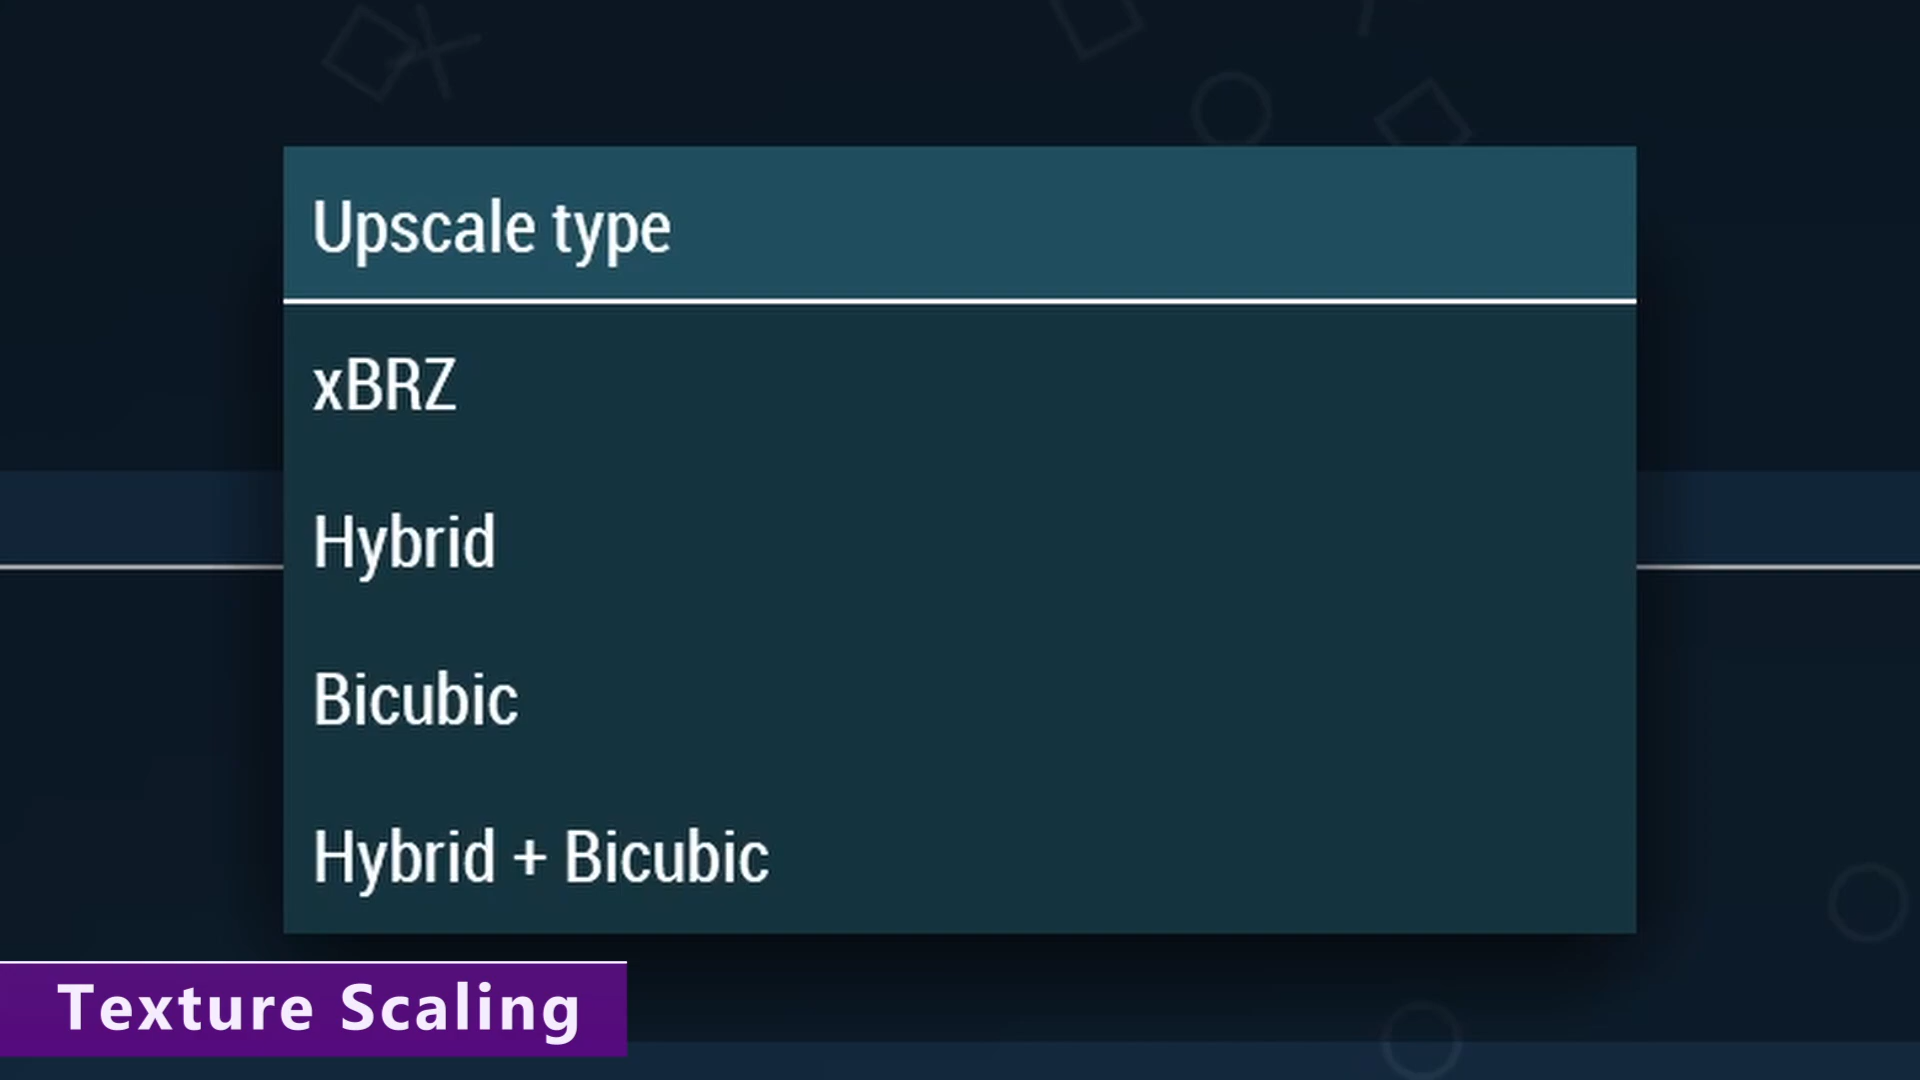 Upscale type
xBRZ
Hybrid
Bicubic
Hybrid + Bicubic
Texture Scaling